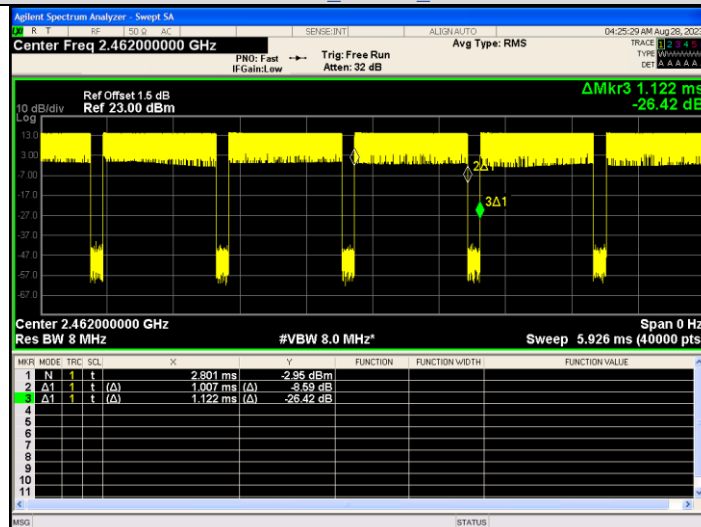 Agilent Spectrum Analyzer - Swept SA
R T RF 50 Ω AC SENSE:INT ALIGN AUTO 04:25:29 AM Aug 28, 2023
Center Freq 2.462000000 GHz Avg Type: RMS TRACE 1 2 3 4 5
PNO: Fast Trig: Free Run TYPE
IFGain:Low Atten: 32 dB DET A A A A A
ΔMkr3 1.122 ms
-26.42 dB
Ref Offset 1.5 dB
10 dB/div Ref 23.00 dBm
Log
13.0
3.00
-7.00
2Δ1
-17.0
3Δ1
-27.0
-37.0
-47.0
-57.0
-67.0
Center 2.462000000 GHz Span 0 Hz
Res BW 8 MHz #VBW 8.0 MHz* Sweep 5.926 ms (40000 pts
MKR MODE TRC SCL X Y FUNCTION FUNCTION WIDTH FUNCTION VALUE
1 N 1 t 2.801 ms -2.95 dBm
2 Δ1 1 t (Δ) 1.007 ms (Δ) -8.59 dB
3 Δ1 1 t (Δ) 1.122 ms (Δ) -26.42 dB
4
5
6
7
8
9
10
11
MSG STATUS